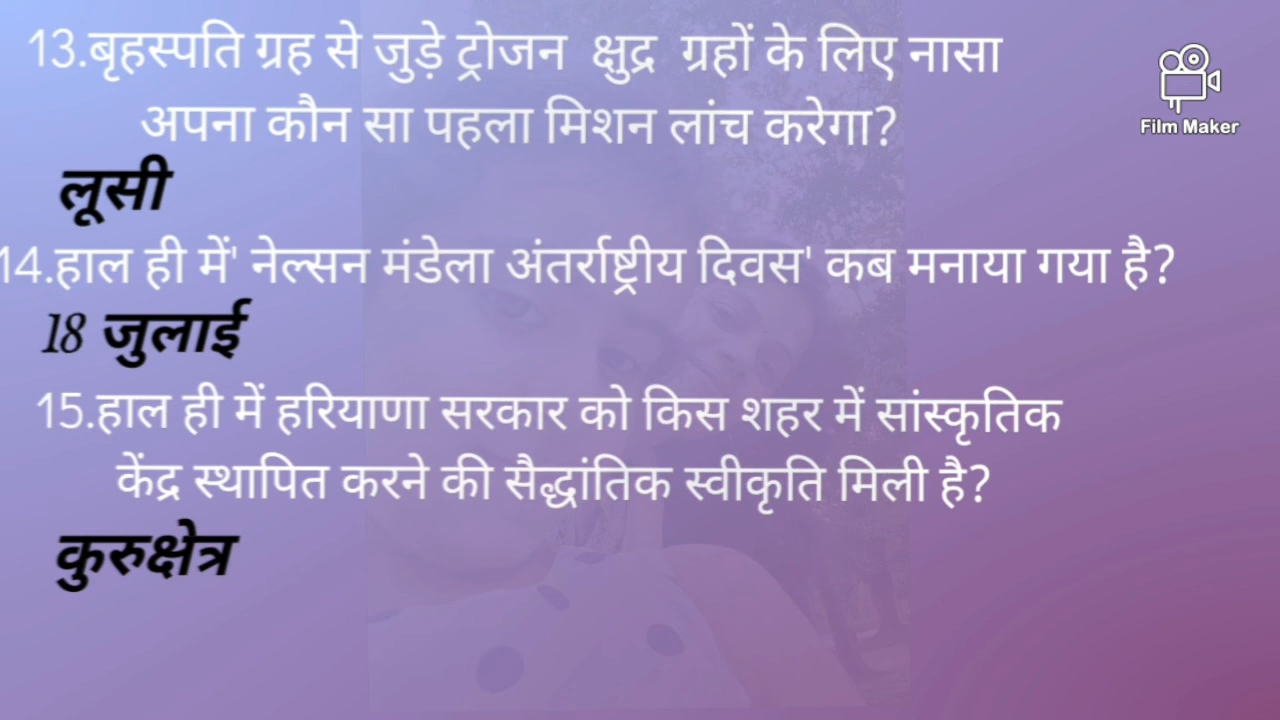 13.बृहस्पति ग्रह से जुड़े ट्रोजन क्षुद्र ग्रहों के लिए नासा
अपना कौन सा पहला मिशन लांच करेगा?
Film Maker
लूसी
14.हाल ही में' नेल्सन मंडेला अंतर्राष्ट्रीय दिवस' कब मनाया गया है?
18 जुलाई
15.हाल ही में हरियाणा सरकार को किस शहर में सांस्कृतिक
केंद्र स्थापित करने की सैद्धांतिक स्वीकृति मिली है?
कुरुक्षेत्र